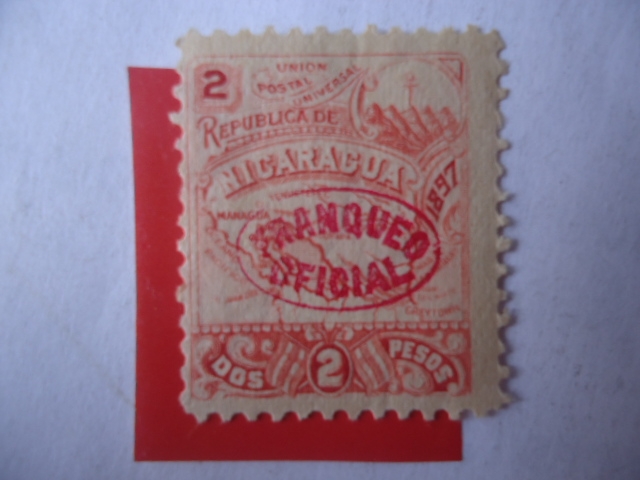 2
UNION
POSTAL
UNIVERSAL
REPUBLICA DE
NICARAGUA
1897
MANAGUA
FRANQUEO
OFICIAL
DOS 2 PESOS